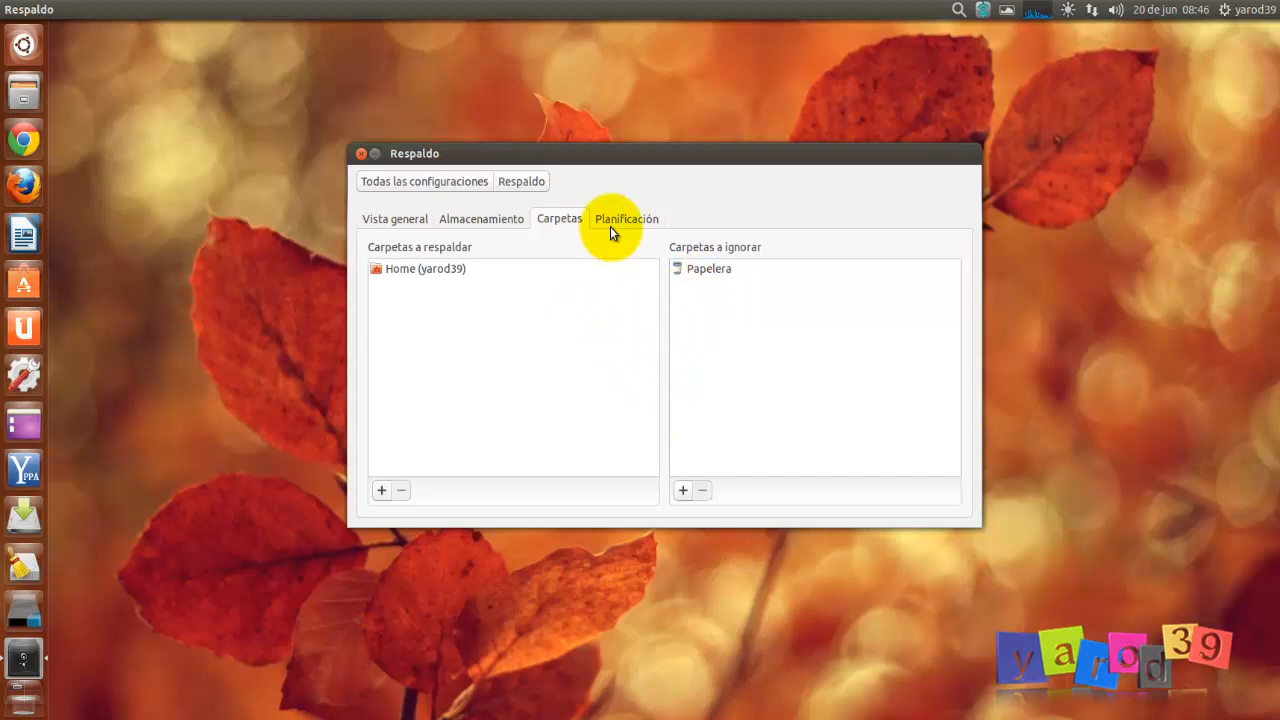 Respaldo
20 de jun 08:46
yarod39
Respaldo
Todas las configuraciones
Respaldo
Vista general
Almacenamiento
Carpetas
Planificación
Carpetas a respaldar
Carpetas a ignorar
Home (yarod39)
Papelera
U
A
YPPA
yarod39